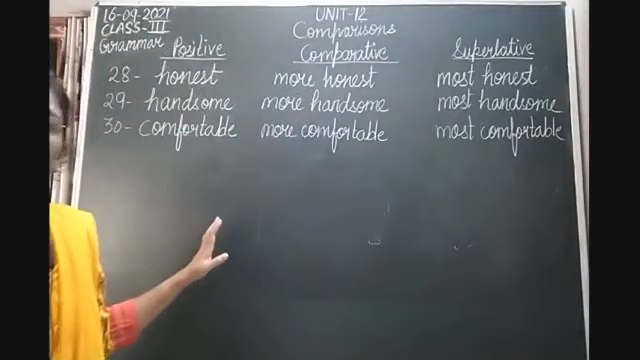 16-09-2021 UNIT-12
CLASS-III Comparisons
Grammar Positive Comparative Superlative
28- honest more honest most honest
29- handsome more handsome most handsome
30- comfortable more comfortable most comfortable